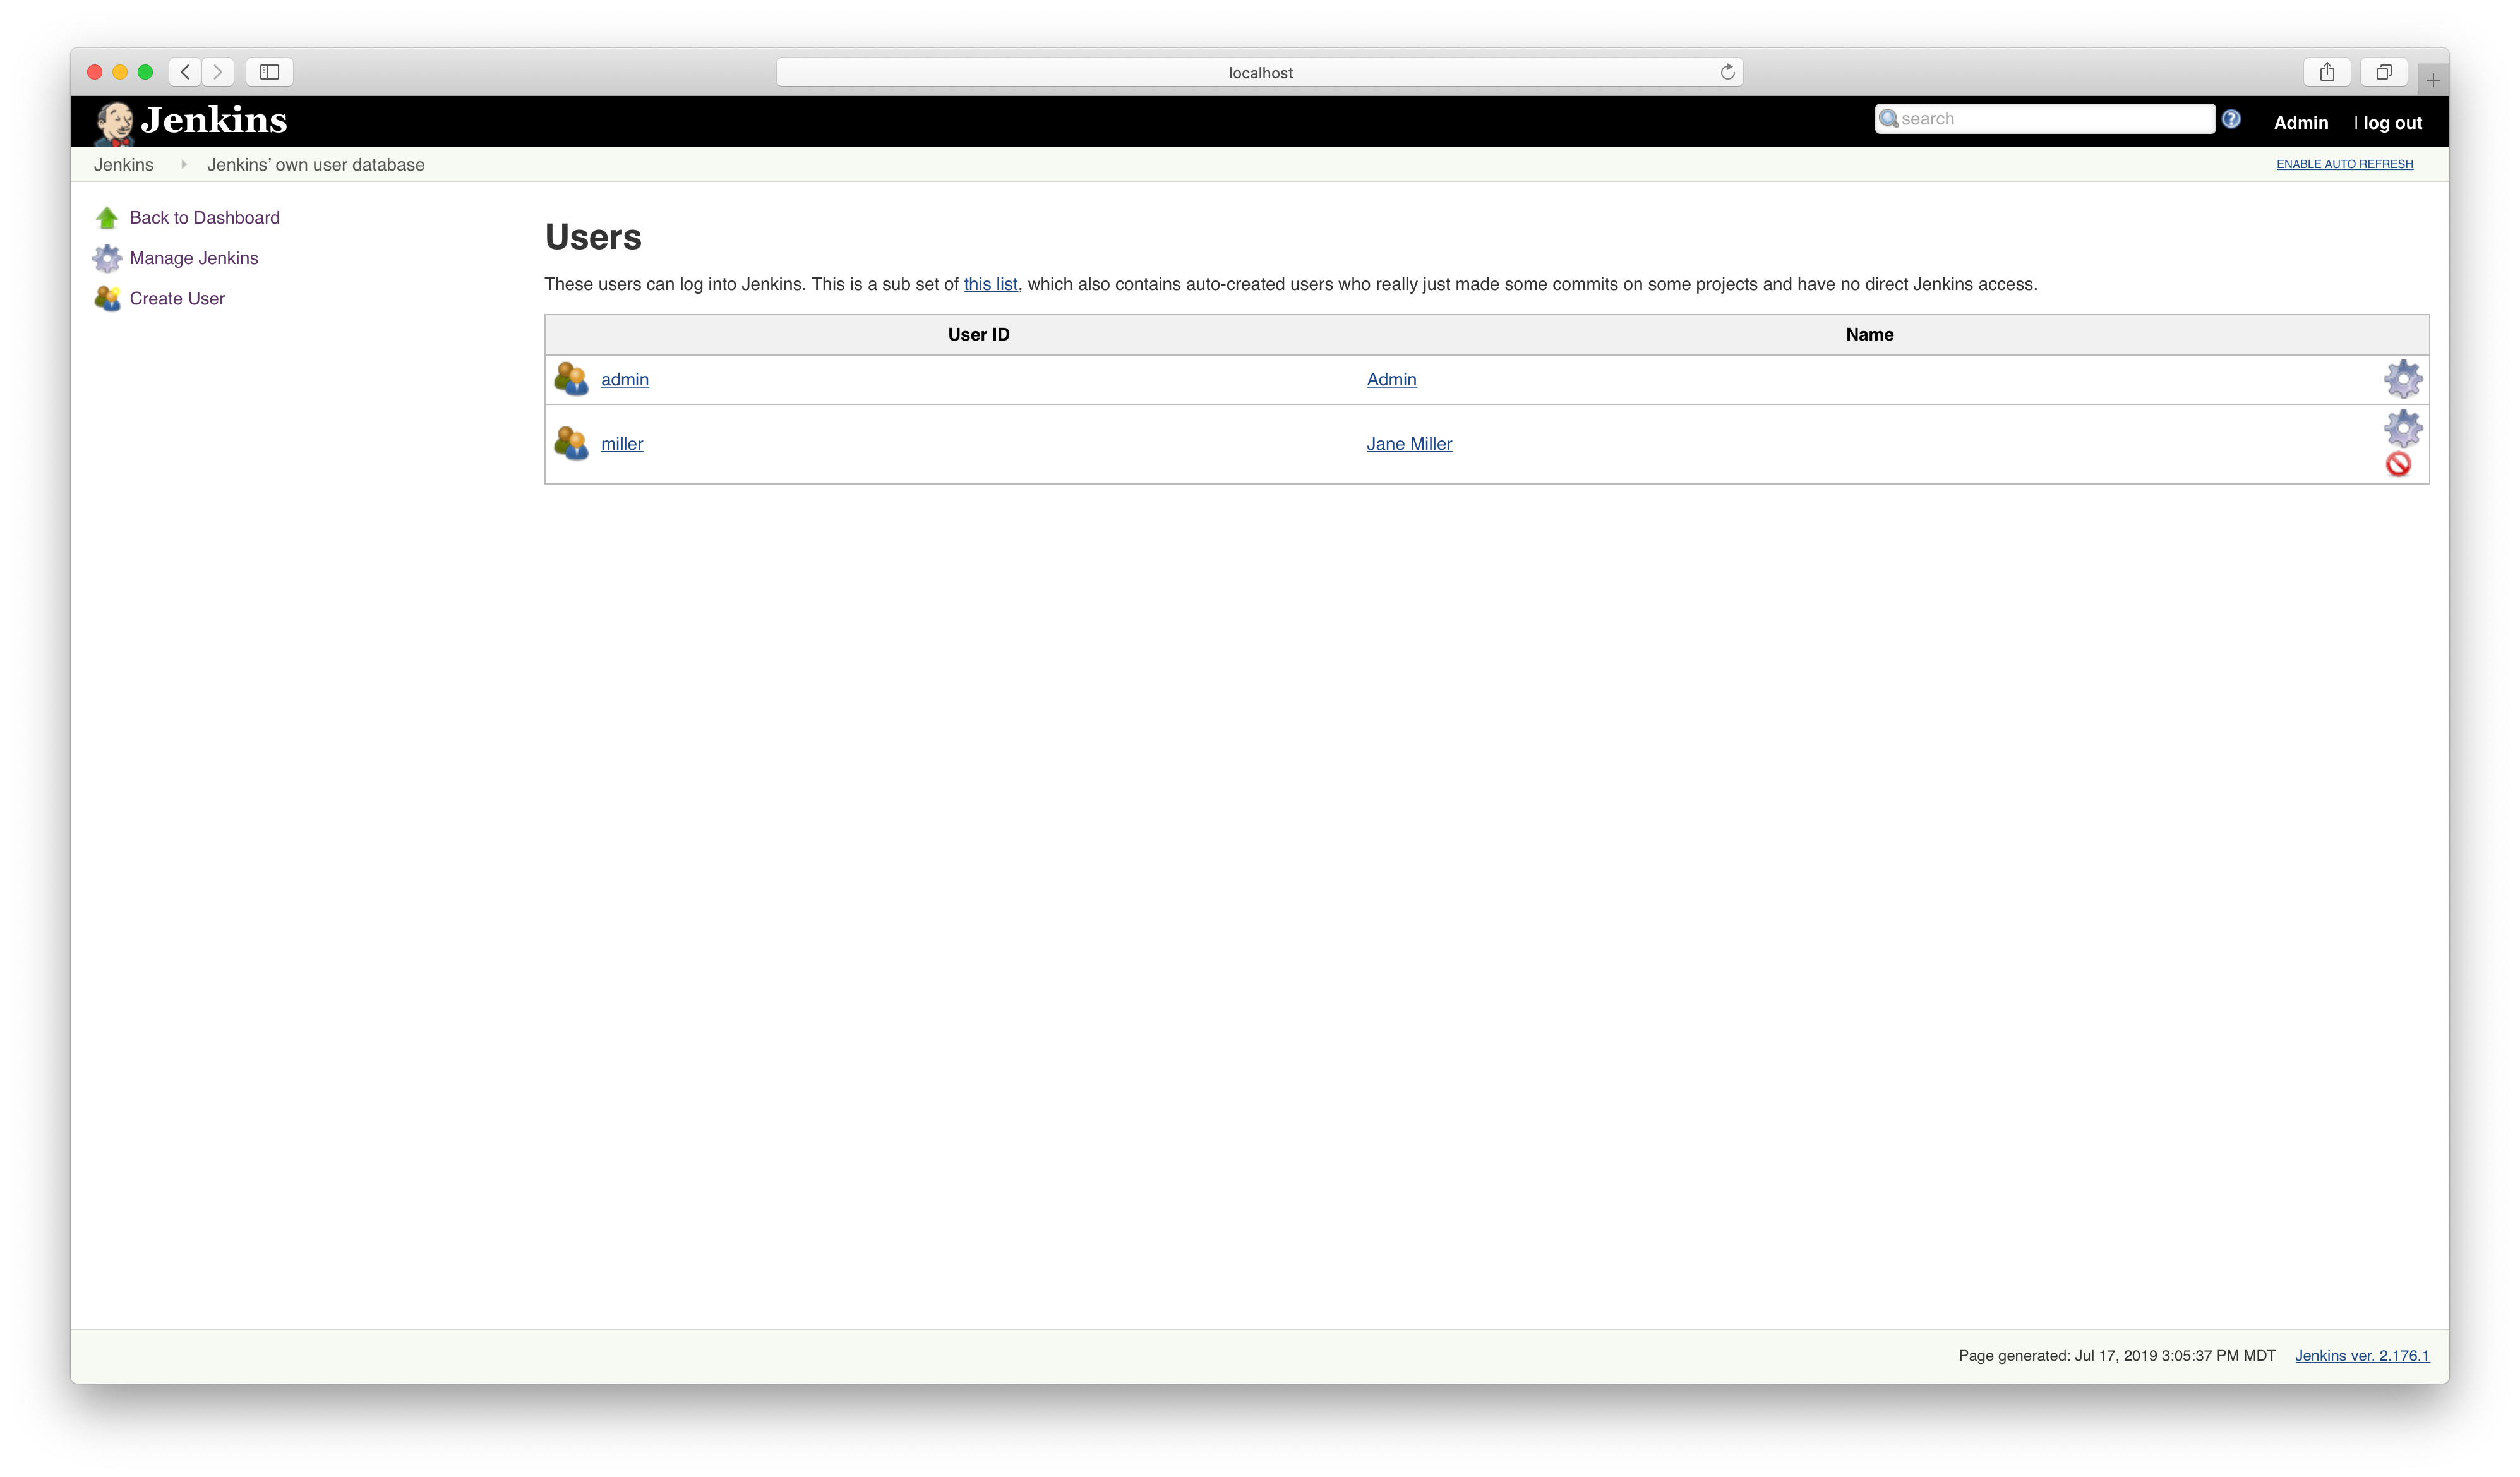 localhost
Jenkins
search
Admin
| log out
Jenkins
Jenkins’ own user database
ENABLE AUTO REFRESH
Back to Dashboard
Manage Jenkins
Create User
Users
These users can log into Jenkins. This is a sub set of this list, which also contains auto-created users who really just made some commits on some projects and have no direct Jenkins access.
User ID Name
admin Admin
miller Jane Miller
Page generated: Jul 17, 2019 3:05:37 PM MDT Jenkins ver. 2.176.1